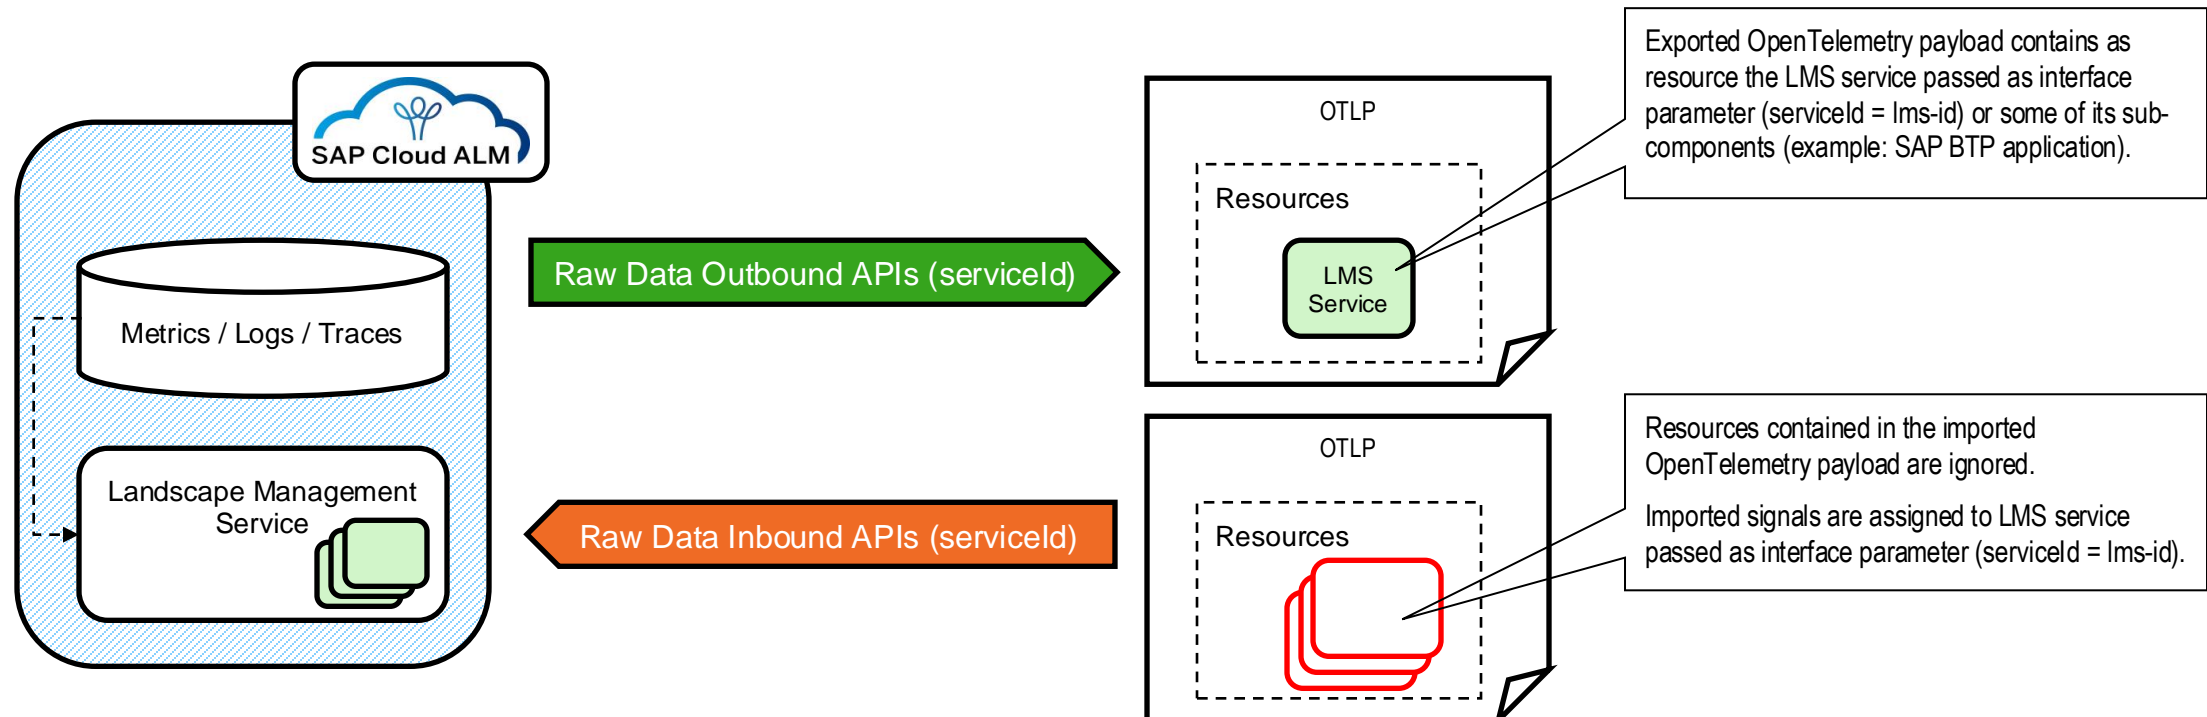 SAP Cloud ALM
Metrics / Logs / Traces
Landscape Management
Service
Raw Data Outbound APIs (serviceId)
Raw Data Inbound APIs (serviceId)
OTLP
Resources
LMS
Service
Exported OpenTelemetry payload contains as
resource the LMS service passed as interface
parameter (serviceId = lms-id) or some of its sub-
components (example: SAP BTP application).
OTLP
Resources
Resources contained in the imported
OpenTelemetry payload are ignored.
Imported signals are assigned to LMS service
passed as interface parameter (serviceId = lms-id).